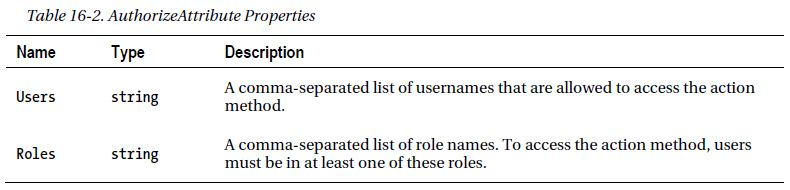 Table 16-2. AuthorizeAttribute Properties
Name Type Description
Users string A comma-separated list of usernames that are allowed to access the action
method.
Roles string A comma-separated list of role names. To access the action method, users
must be in at least one of these roles.